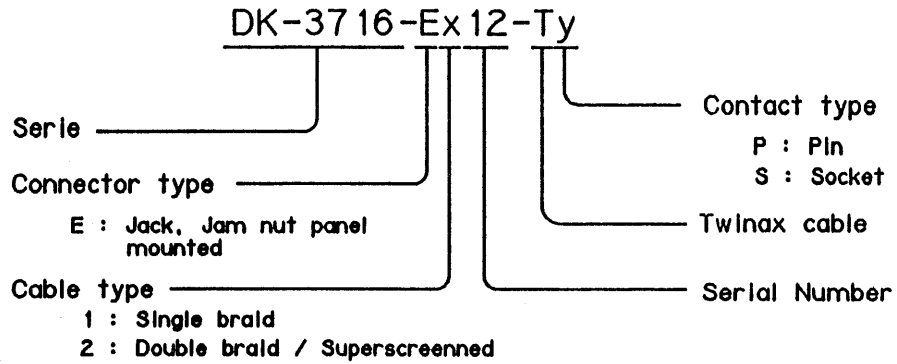 DK-3716-Ex12-Ty
Contact type
P : Pin
S : Socket
Serie
Connector type
E : Jack, Jam nut panel
mounted
Twinax cable
Cable type
1 : Single braid
2 : Double braid / Superscreenned
Serial Number